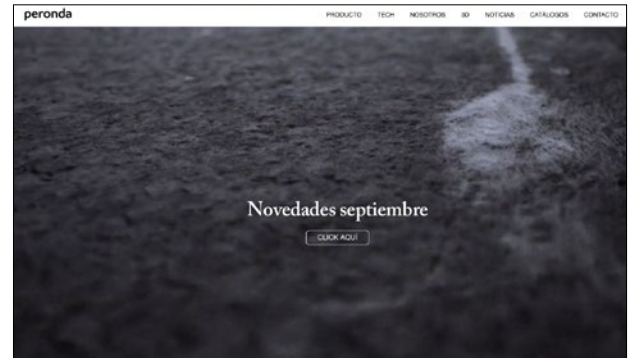 peronda
PRODUCTO TECH NOSOTROS 3D NOTICIAS CATÁLOGOS CONTACTO
Novedades septiembre
CLICK AQUÍ